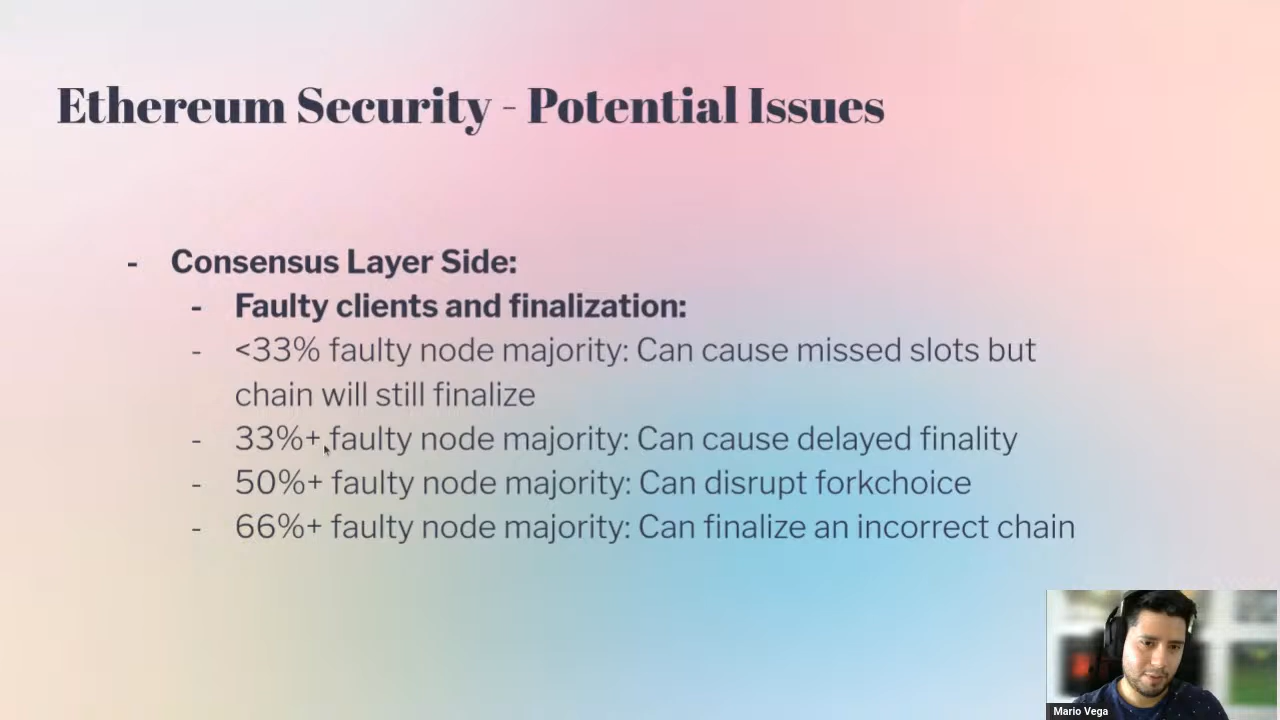 Ethereum Security - Potential Issues
- Consensus Layer Side:
- Faulty clients and finalization:
- <33% faulty node majority: Can cause missed slots but
chain will still finalize
- 33%+ faulty node majority: Can cause delayed finality
- 50%+ faulty node majority: Can disrupt forkchoice
- 66%+ faulty node majority: Can finalize an incorrect chain
Mario Vega